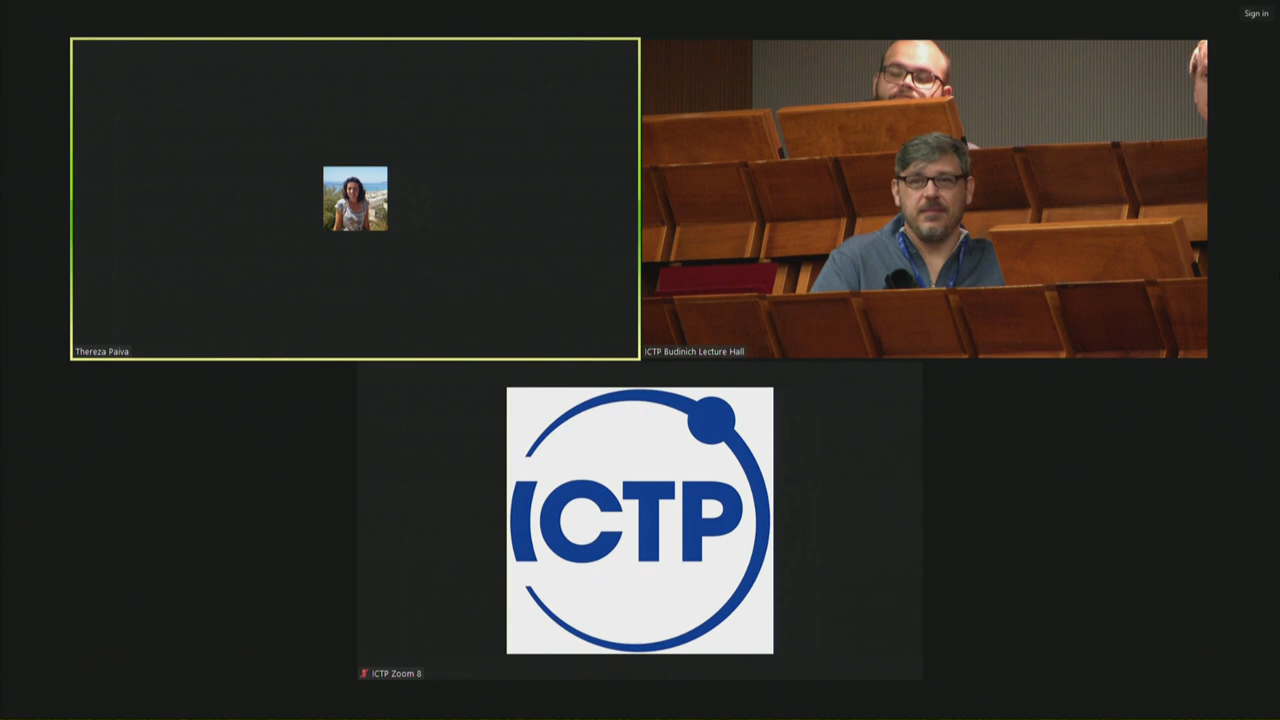 Sign in
Thereza Paiva
ICTP Budinich Lecture Hall
ICTP
ICTP Zoom 8